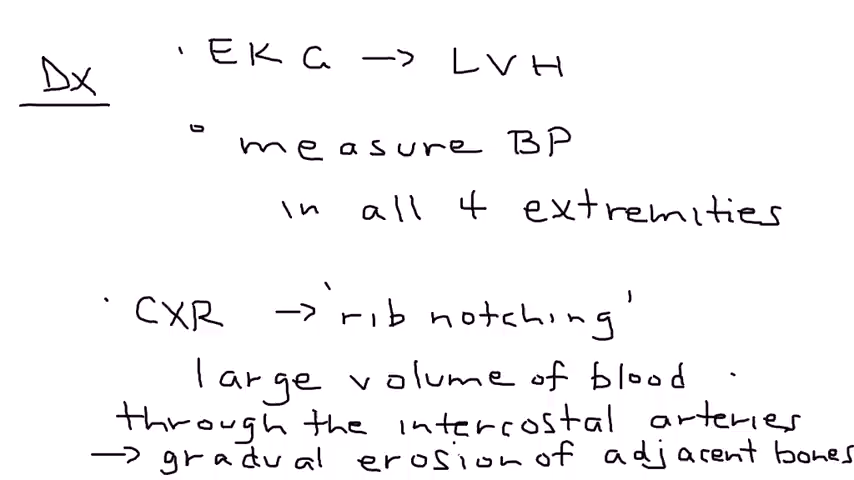 Dx
· EKG → LVH
· measure BP
in all 4 extremities
· CXR → 'rib notching'
large volume of blood
through the intercostal arteries
→ gradual erosion of adjacent bones